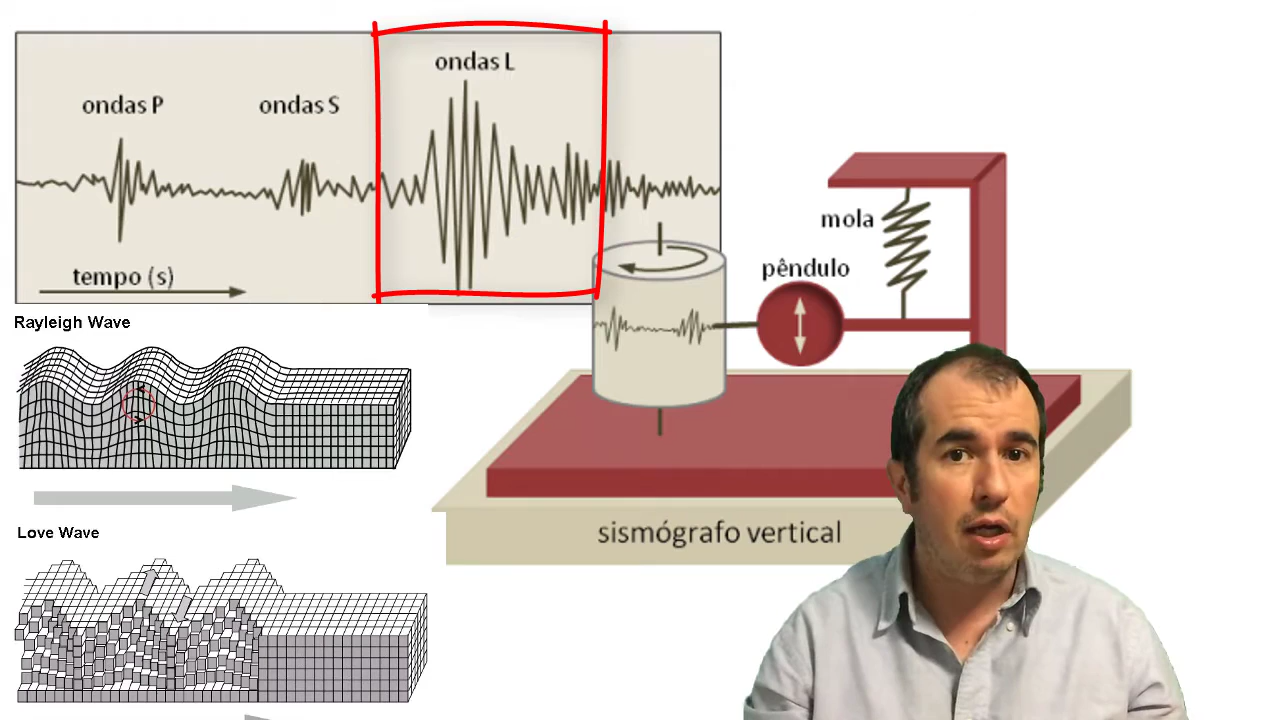 ondas L
ondas P
ondas S
tempo (s)
mola
pêndulo
Rayleigh Wave
sismógrafo vertical
Love Wave